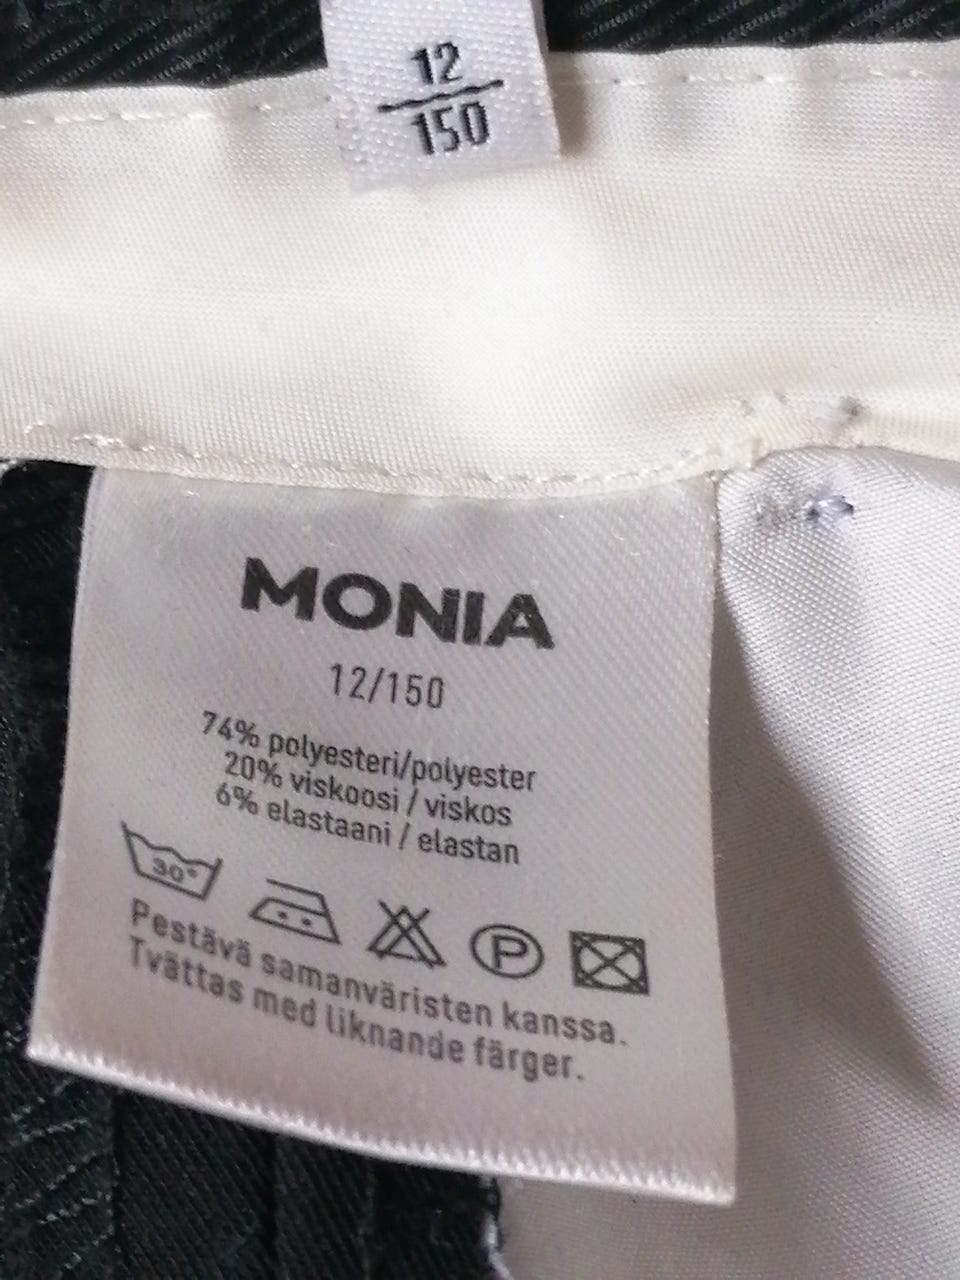 12
150
MONIA
12/150
74% polyesteri/polyester
20% viskoosi / viskos
6% elastaani / elastan
30°
P
Pestävä samanväristen kanssa.
Tvättas med liknande färger.